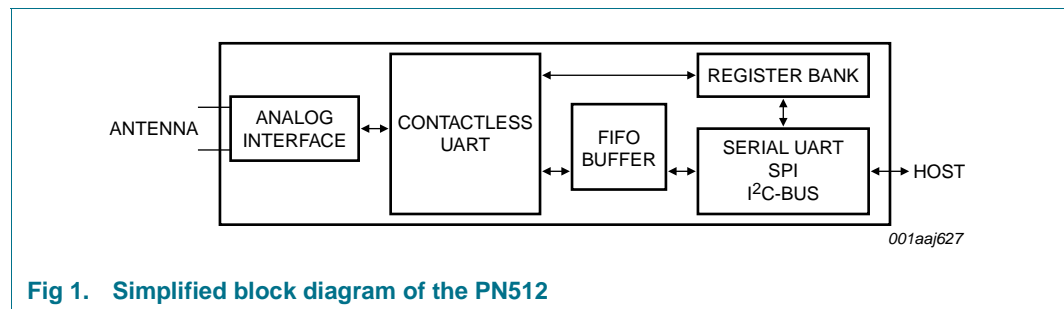 ANTENNA
ANALOG
INTERFACE
CONTACTLESS
UART
FIFO
BUFFER
REGISTER BANK
SERIAL UART
SPI
I²C-BUS
HOST
001aaj627
Fig 1. Simplified block diagram of the PN512